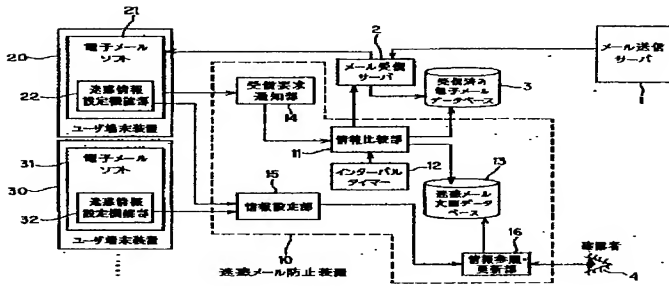 21
20
電子メール
ソフト
22
迷惑情報
設定機能部
ユーザ端末装置
31
30
電子メール
ソフト
32
迷惑情報
設定機能部
ユーザ端末装置
2
メール受信
サーバ
受信済み
電子メール
データベース
3
メール送信
サーバ
1
受信要求
通知部
14
情報比較部
11
インターバル
タイマー
12
13
迷惑メール
文面データ
ベース
15
情報設定部
16
情報参照・
更新部
4
10
迷惑メール防止装置